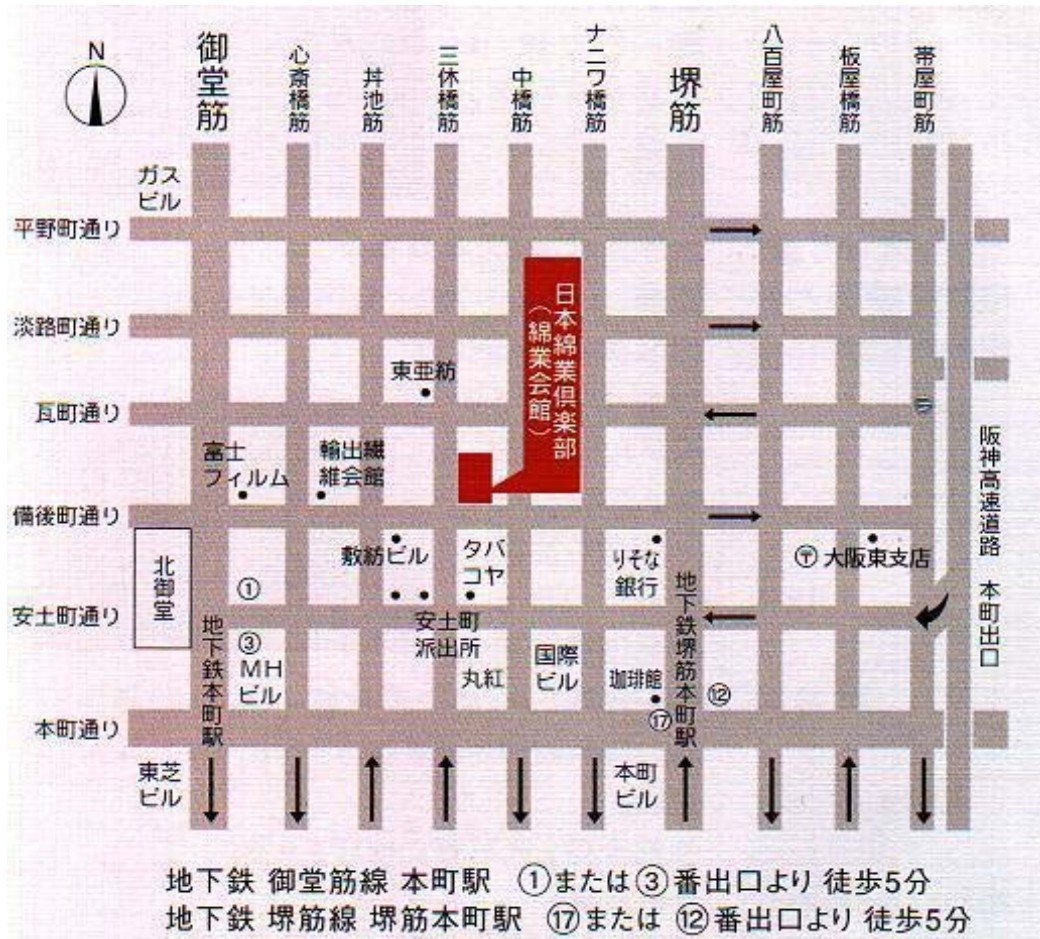 N
御堂筋
心斎橋筋
丼池筋
三休橋筋
中橋筋
ナニワ橋筋
堺筋
八百屋町筋
板屋橋筋
帯屋町筋
ガス
ビル
平野町通り
淡路町通り
日本綿業倶楽部
（綿業会館）
東亜紡
瓦町通り
阪神高速道路 本町出口
富士
フィルム
輸出繊
維会館
備後町通り
北御堂
敷紡ビル
タバ
コヤ
りそな
銀行
〒大阪東支店
①
安土町通り
地下鉄本町駅
地下鉄堺筋本町駅
安土町
派出所
③
MH
ビル
丸紅
国際
ビル
珈琲館
⑫
⑰
本町通り
東芝
ビル
本町
ビル
地下鉄 御堂筋線 本町駅 ①または③番出口より 徒歩5分
地下鉄 堺筋線 堺筋本町駅 ⑰または⑫番出口より 徒歩5分